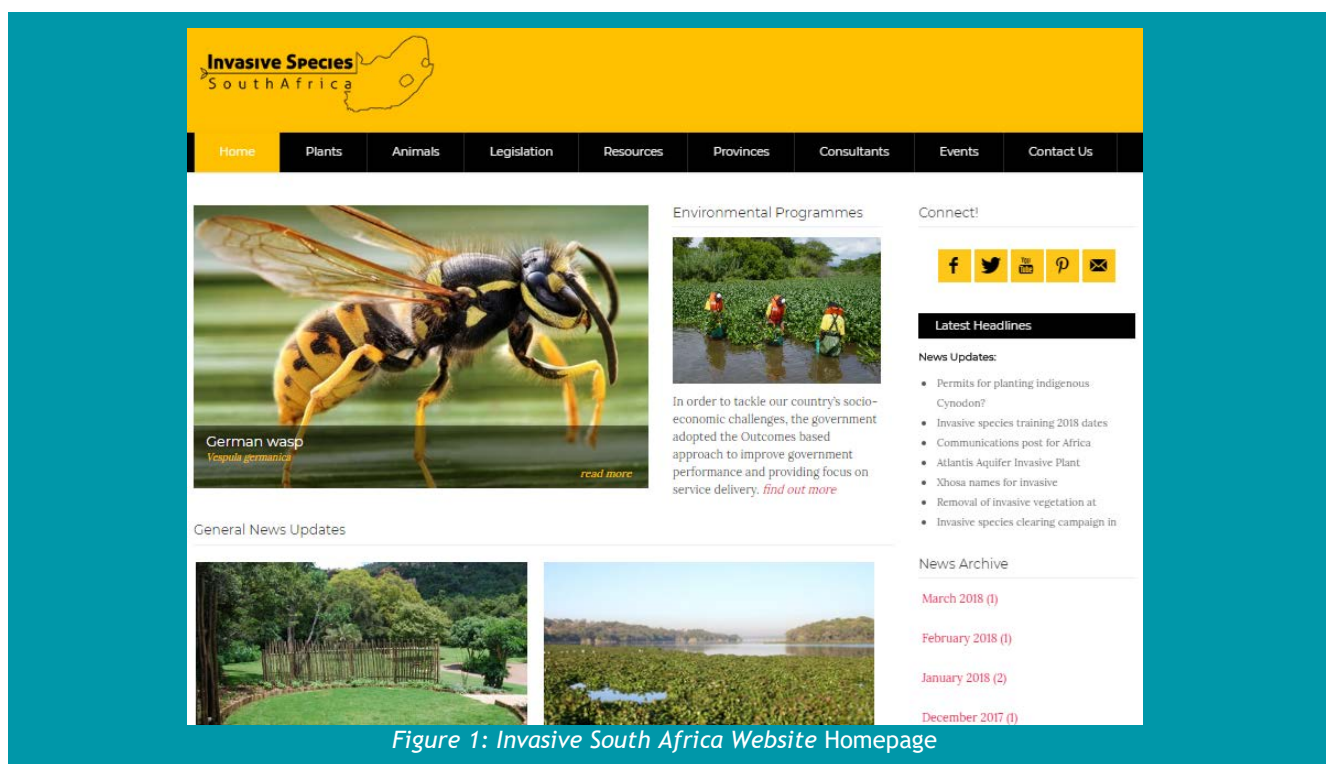 Invasive Species
South Africa
Home Plants Animals Legislation Resources Provinces Consultants Events Contact Us
German wasp
Vespula germanica
read more
Environmental Programmes
In order to tackle our country's socio-
economic challenges, the government
adopted the Outcomes based
approach to improve government
performance and providing focus on
service delivery. find out more
Connect!
You
Tube
Latest Headlines
News Updates:
• Permits for planting indigenous
Cynodon?
• Invasive species training 2018 dates
• Communications post for Africa
• Atlantis Aquifer Invasive Plant
• Xhosa names for invasive
• Removal of invasive vegetation at
• Invasive species clearing campaign in
General News Updates
News Archive
March 2018 (1)
February 2018 (1)
January 2018 (2)
December 2017 (1)
Figure 1: Invasive South Africa Website Homepage